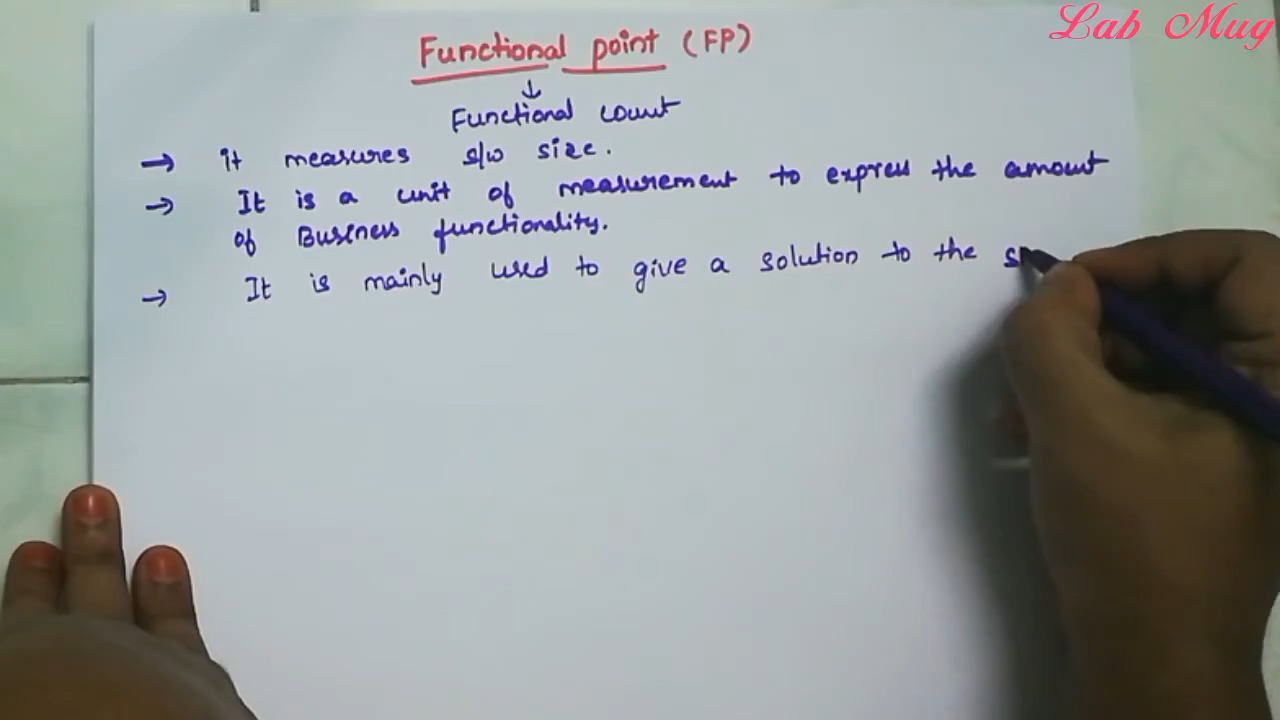 Lab Mug
Functional point (FP)
↓
Functional count
→ it measures s/w size.
→ It is a unit of measurement to express the amount
of Business functionality.
→ It is mainly used to give a solution to the